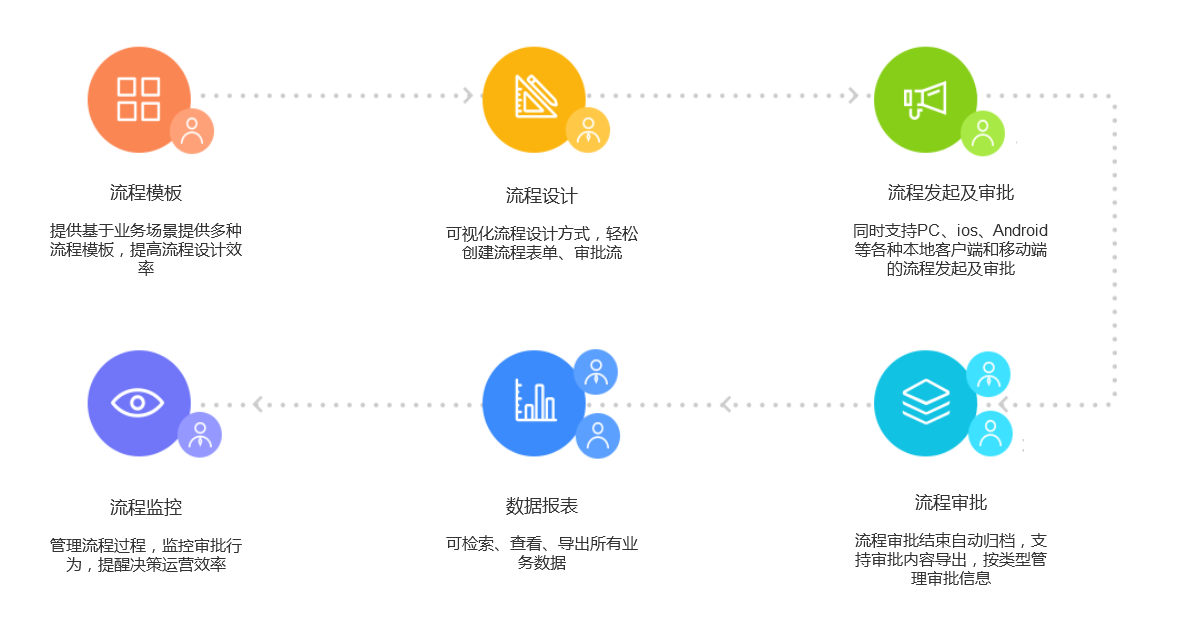 流程模板
提供基于业务场景提供多种
流程模板，提高流程设计效
率
流程设计
可视化流程设计方式，轻松
创建流程表单、审批流
流程发起及审批
同时支持PC、ios、Android
等各种本地客户端和移动端
的流程发起及审批
流程监控
管理流程过程，监控审批行
为，提醒决策运营效率
数据报表
可检索、查看、导出所有业
务数据
流程审批
流程审批结束自动归档，支
持审批内容导出，按类型管
理审批信息